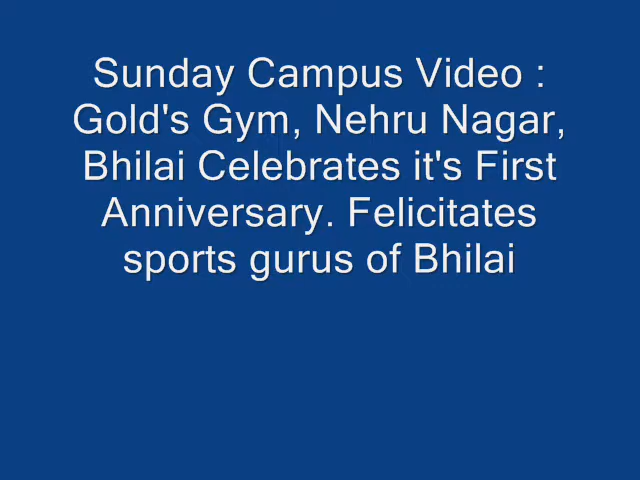 Sunday Campus Video :
Gold's Gym, Nehru Nagar,
Bhilai Celebrates it's First
Anniversary. Felicitates
sports gurus of Bhilai